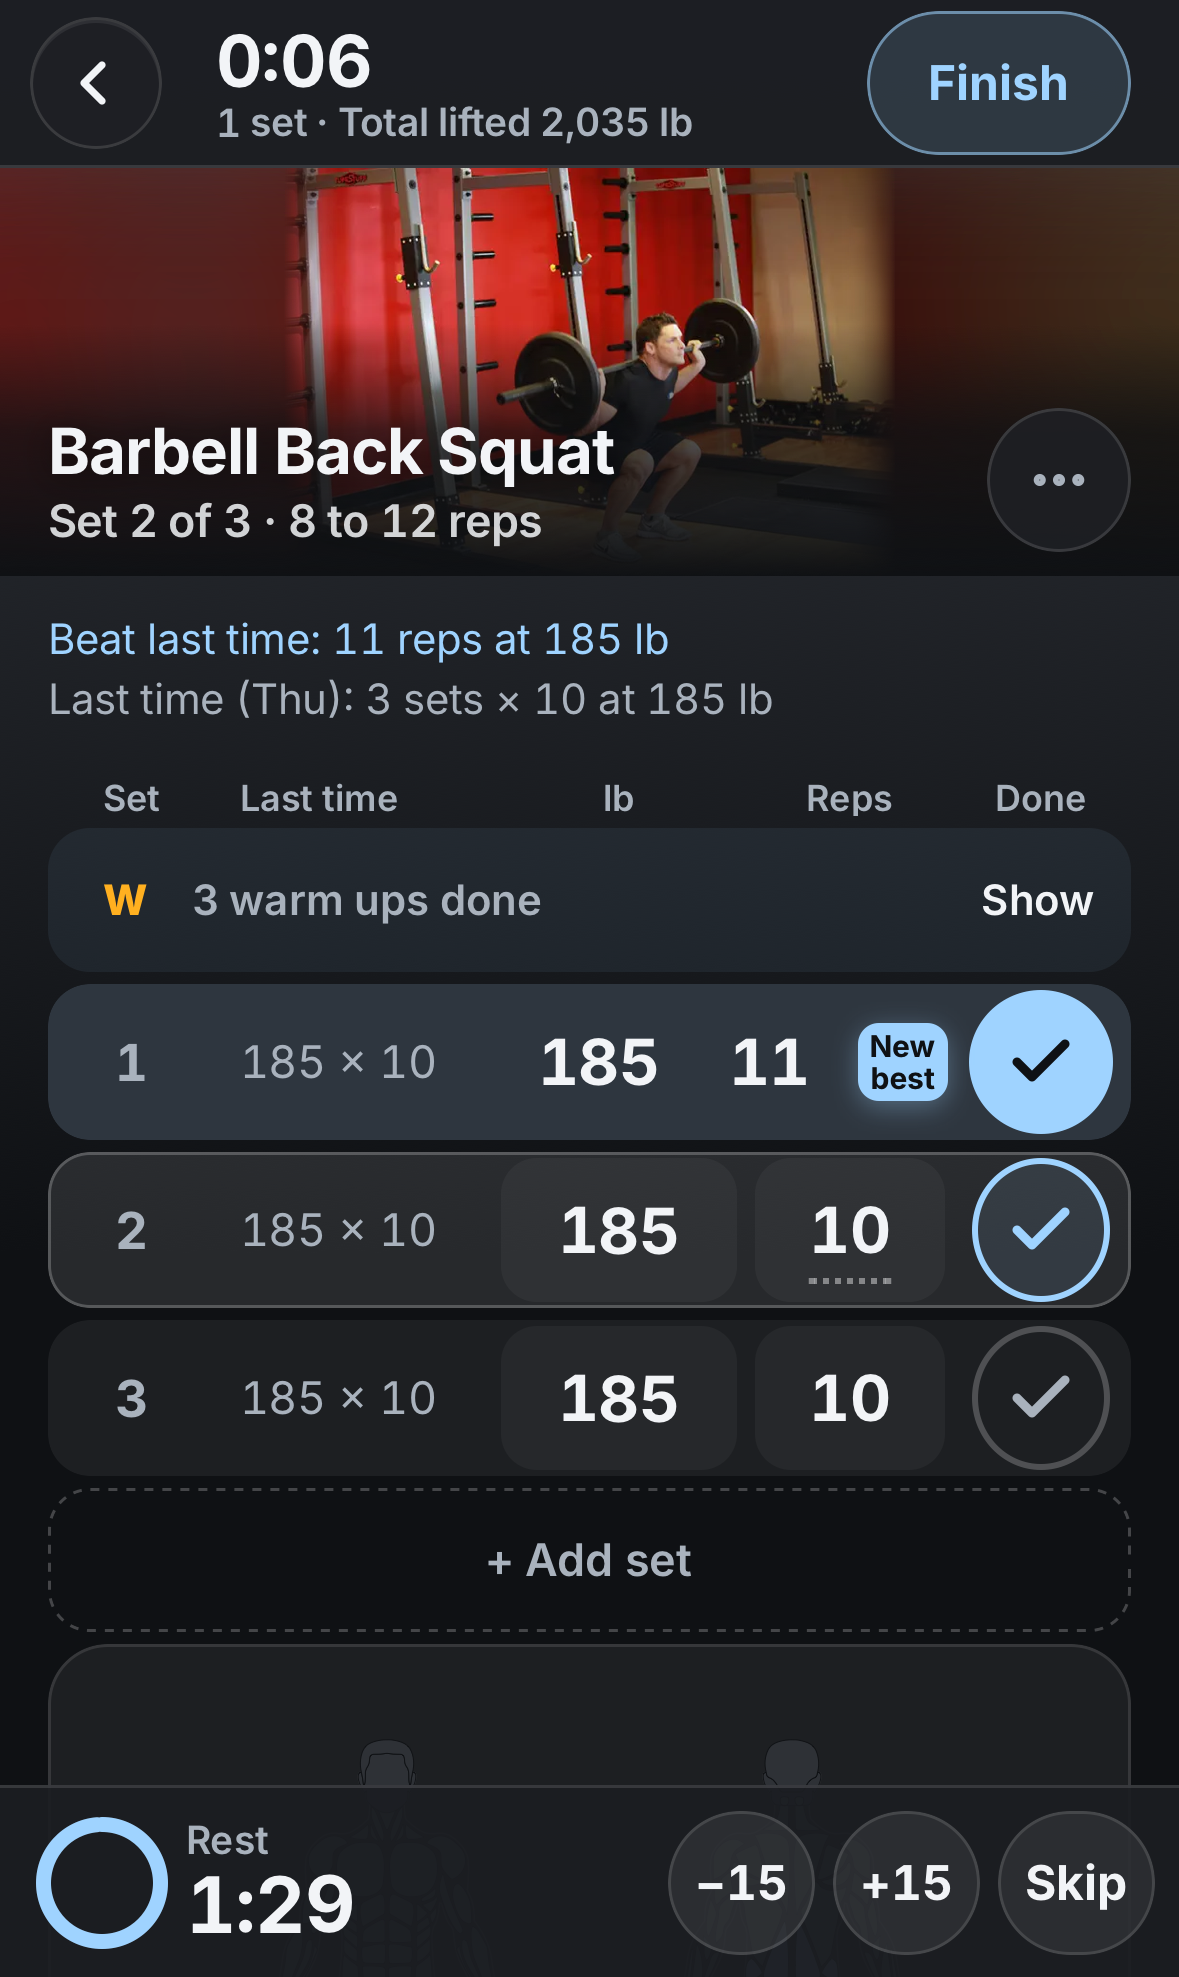 0:06
1 set · Total lifted 2,035 lb
Finish
Barbell Back Squat
Set 2 of 3 · 8 to 12 reps
Beat last time: 11 reps at 185 lb
Last time (Thu): 3 sets × 10 at 185 lb
Set Last time lb Reps Done
W 3 warm ups done Show
1 185 × 10 185 11 New best
2 185 × 10 185 10
3 185 × 10 185 10
+ Add set
Rest
1:29
−15 +15 Skip